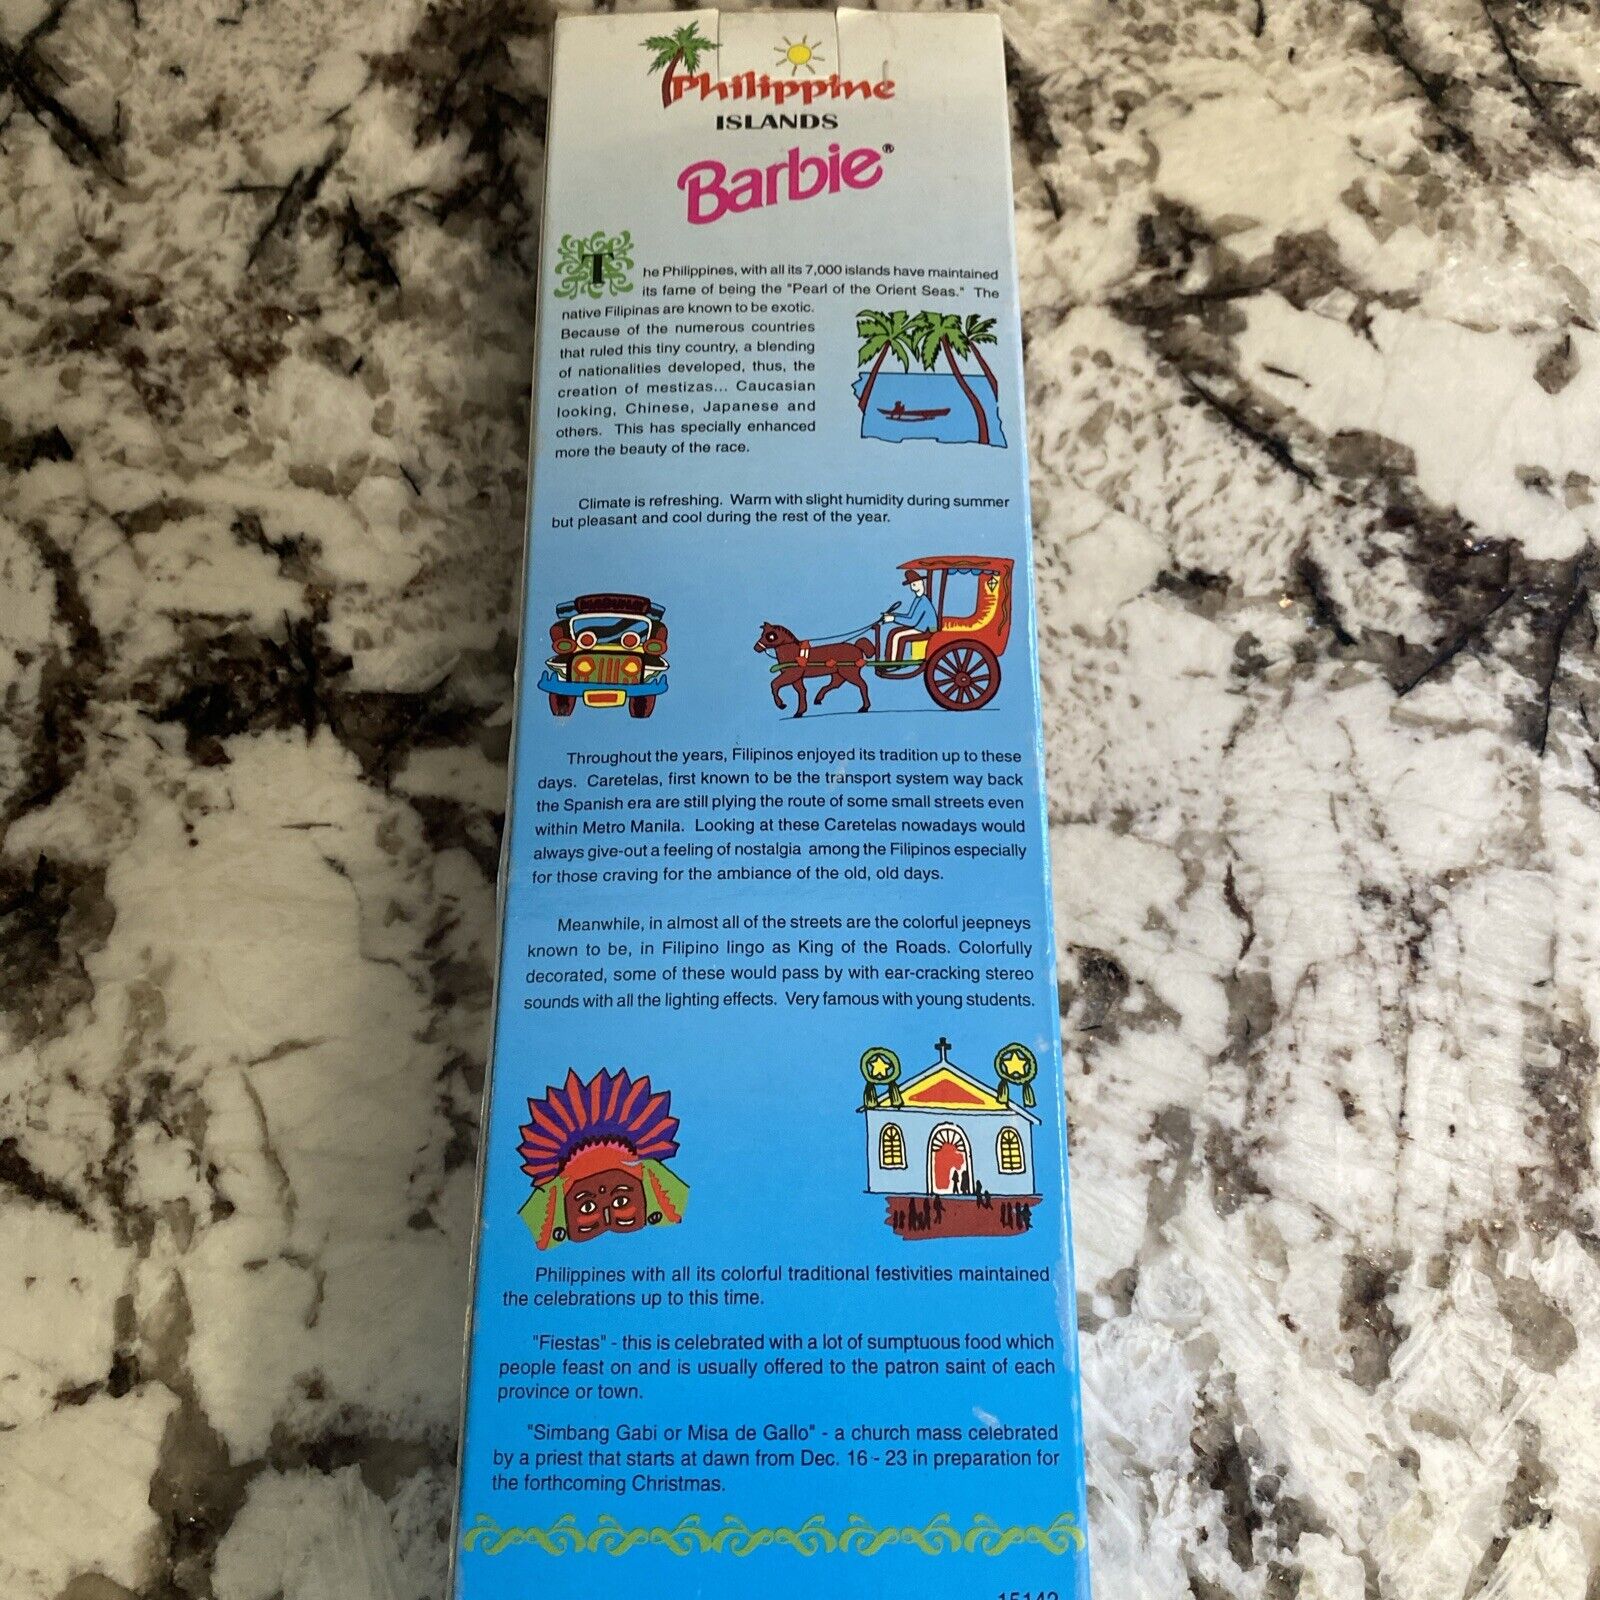 Philippine
ISLANDS
Barbie®
The Philippines, with all its 7,000 islands have maintained
its fame of being the "Pearl of the Orient Seas." The
native Filipinas are known to be exotic.
Because of the numerous countries
that ruled this tiny country, a blending
of nationalities developed, thus, the
creation of mestizas... Caucasian
looking, Chinese, Japanese and
others. This has specially enhanced
more the beauty of the race.
Climate is refreshing. Warm with slight humidity during summer
but pleasant and cool during the rest of the year.
Throughout the years, Filipinos enjoyed its tradition up to these
days. Caretelas, first known to be the transport system way back
the Spanish era are still plying the route of some small streets even
within Metro Manila. Looking at these Caretelas nowadays would
always give-out a feeling of nostalgia among the Filipinos especially
for those craving for the ambiance of the old, old days.
Meanwhile, in almost all of the streets are the colorful jeepneys
known to be, in Filipino lingo as King of the Roads. Colorfully
decorated, some of these would pass by with ear-cracking stereo
sounds with all the lighting effects. Very famous with young students.
Philippines with all its colorful traditional festivities maintained
the celebrations up to this time.
"Fiestas" - this is celebrated with a lot of sumptuous food which
people feast on and is usually offered to the patron saint of each
province or town.
"Simbang Gabi or Misa de Gallo" - a church mass celebrated
by a priest that starts at dawn from Dec. 16 - 23 in preparation for
the forthcoming Christmas.